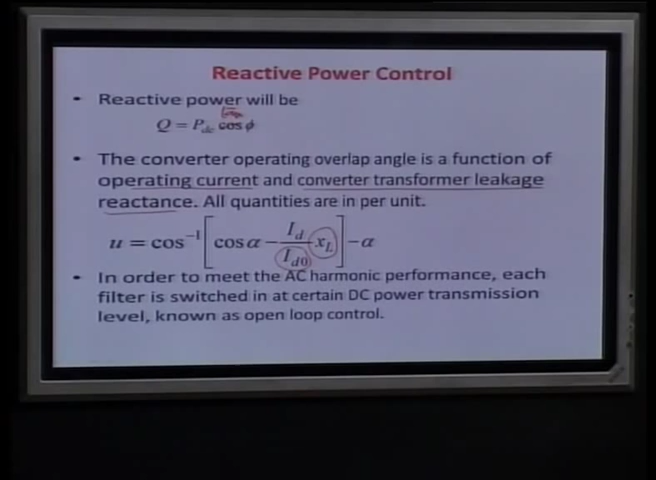 Reactive Power Control
• Reactive power will be
Q = P_dc cos ϕ
• The converter operating overlap angle is a function of
operating current and converter transformer leakage
reactance. All quantities are in per unit.
u = cos⁻¹[cos α − (I_d / I_d0) x_L] − α
• In order to meet the AC harmonic performance, each
filter is switched in at certain DC power transmission
level, known as open loop control.